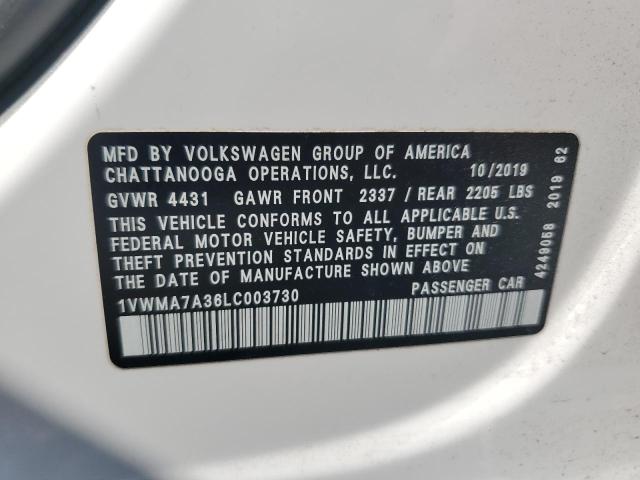 MFD BY VOLKSWAGEN GROUP OF AMERICA
CHATTANOOGA OPERATIONS, LLC. 10/2019
GVWR 4431 GAWR FRONT 2337 / REAR 2205 LBS
THIS VEHICLE CONFORMS TO ALL APPLICABLE U.S.
FEDERAL MOTOR VEHICLE SAFETY, BUMPER AND
THEFT PREVENTION STANDARDS IN EFFECT ON
THE DATE OF MANUFACTURE SHOWN ABOVE
1VWMA7A36LC003730 PASSENGER CAR
4249058 2019 62